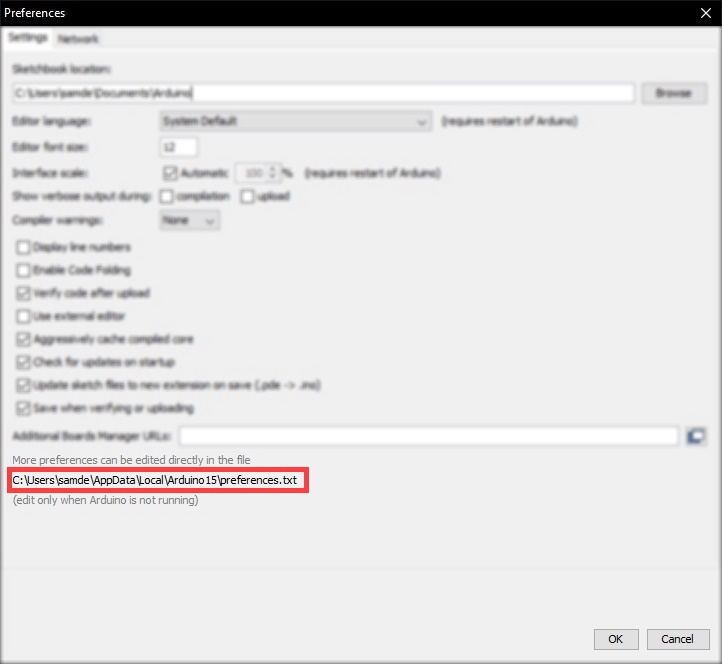 Preferences
Settings Network
Sketchbook location:
C:\Users\samde\Documents\Arduino Browse
Editor language: System Default (requires restart of Arduino)
Editor font size: 12
Interface scale: Automatic 100 % (requires restart of Arduino)
Show verbose output during: compilation upload
Compiler warnings: None
Display line numbers
Enable Code Folding
Verify code after upload
Use external editor
Aggressively cache compiled core
Check for updates on startup
Update sketch files to new extension on save (.pde -> .ino)
Save when verifying or uploading
Additional Boards Manager URLs:
More preferences can be edited directly in the file
C:\Users\samde\AppData\Local\Arduino15\preferences.txt
(edit only when Arduino is not running)
OK Cancel